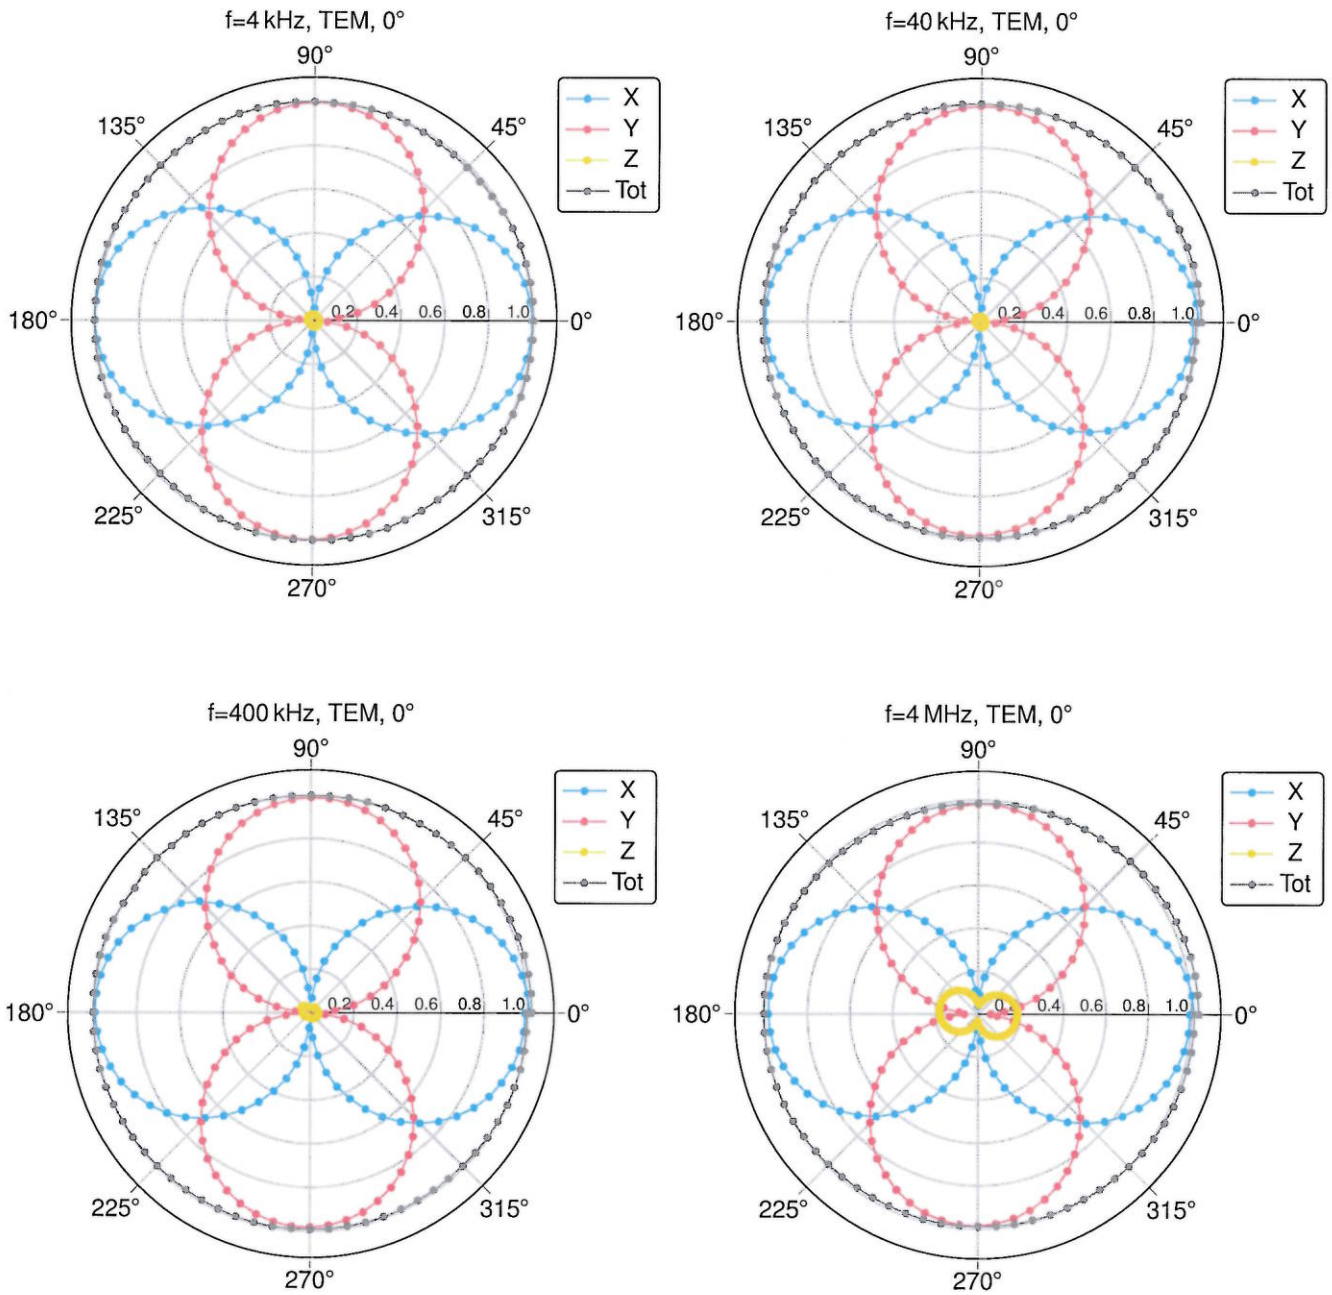 f=4 kHz, TEM, 0°
90°
135°
45°
X
Y
Z
Tot
180°
0.2 0.4 0.6 0.8 1.0
0°
225°
315°
270°
f=40 kHz, TEM, 0°
90°
135°
45°
X
Y
Z
Tot
180°
0.2 0.4 0.6 0.8 1.0
0°
225°
315°
270°
f=400 kHz, TEM, 0°
90°
135°
45°
X
Y
Z
Tot
180°
0.2 0.4 0.6 0.8 1.0
0°
225°
315°
270°
f=4 MHz, TEM, 0°
90°
135°
45°
X
Y
Z
Tot
180°
0.4 0.6 0.8 1.0
0°
225°
315°
270°